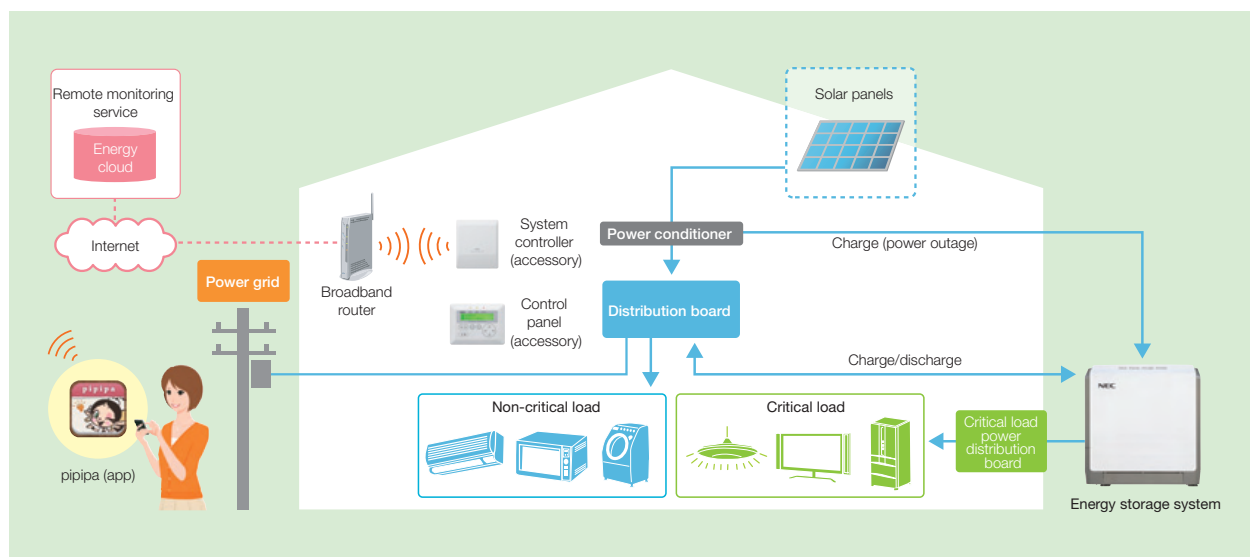 Remote monitoring
service
Energy
cloud
Internet
Power grid
pipipa
pipipa (app)
Broadband
router
System
controller
(accessory)
Control
panel
(accessory)
Solar panels
Power conditioner
Charge (power outage)
Distribution board
Charge/discharge
Non-critical load
Critical load
Critical load
power
distribution
board
NEC
Energy storage system